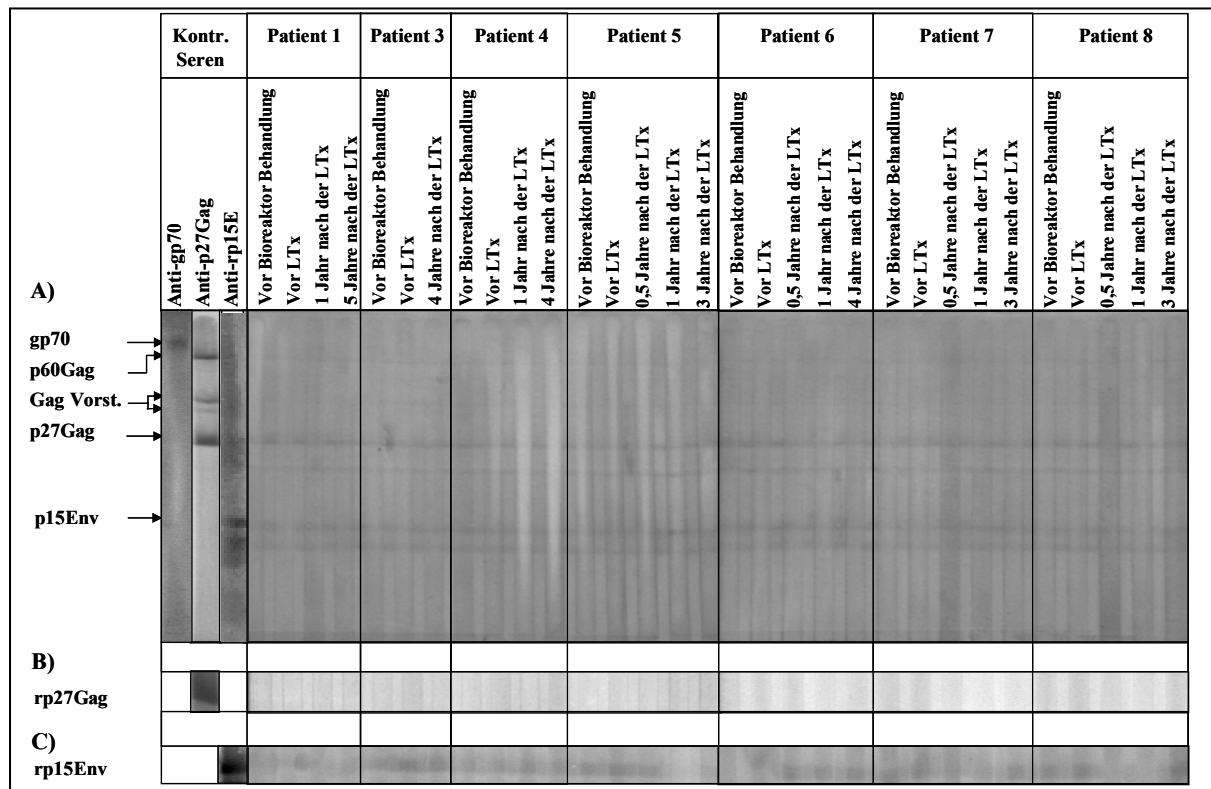 Kontr. Seren
Patient 1
Patient 3
Patient 4
Patient 5
Patient 6
Patient 7
Patient 8
A)
Anti-gp70
Anti-p27Gag
Anti-rp15E
Vor Bioreaktor Behandlung
Vor LTx
1 Jahr nach der LTx
5 Jahre nach der LTx
Vor Bioreaktor Behandlung
Vor LTx
4 Jahre nach der LTx
Vor Bioreaktor Behandlung
Vor LTx
1 Jahr nach der LTx
4 Jahre nach der LTx
Vor Bioreaktor Behandlung
Vor LTx
0,5 Jahre nach der LTx
1 Jahr nach der LTx
3 Jahre nach der LTx
Vor Bioreaktor Behandlung
Vor LTx
0,5 Jahre nach der LTx
1 Jahr nach der LTx
4 Jahre nach der LTx
Vor Bioreaktor Behandlung
Vor LTx
0,5 Jahre nach der LTx
1 Jahr nach der LTx
3 Jahre nach der LTx
Vor Bioreaktor Behandlung
Vor LTx
0,5 Jahre nach der LTx
1 Jahr nach der LTx
3 Jahre nach der LTx
gp70
p60Gag
Gag Vorst.
p27Gag
p15Env
B)
rp27Gag
C)
rp15Env